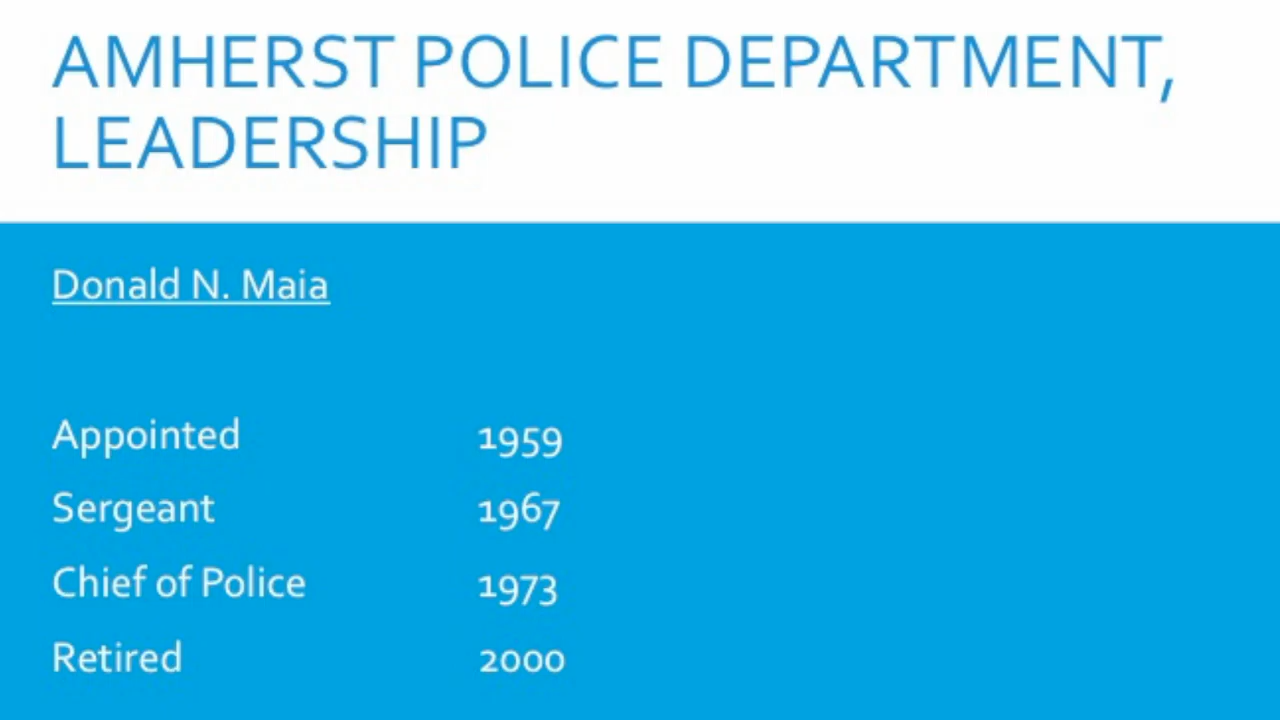 AMHERST POLICE DEPARTMENT,
LEADERSHIP
Donald N. Maia
Appointed 1959
Sergeant 1967
Chief of Police 1973
Retired 2000